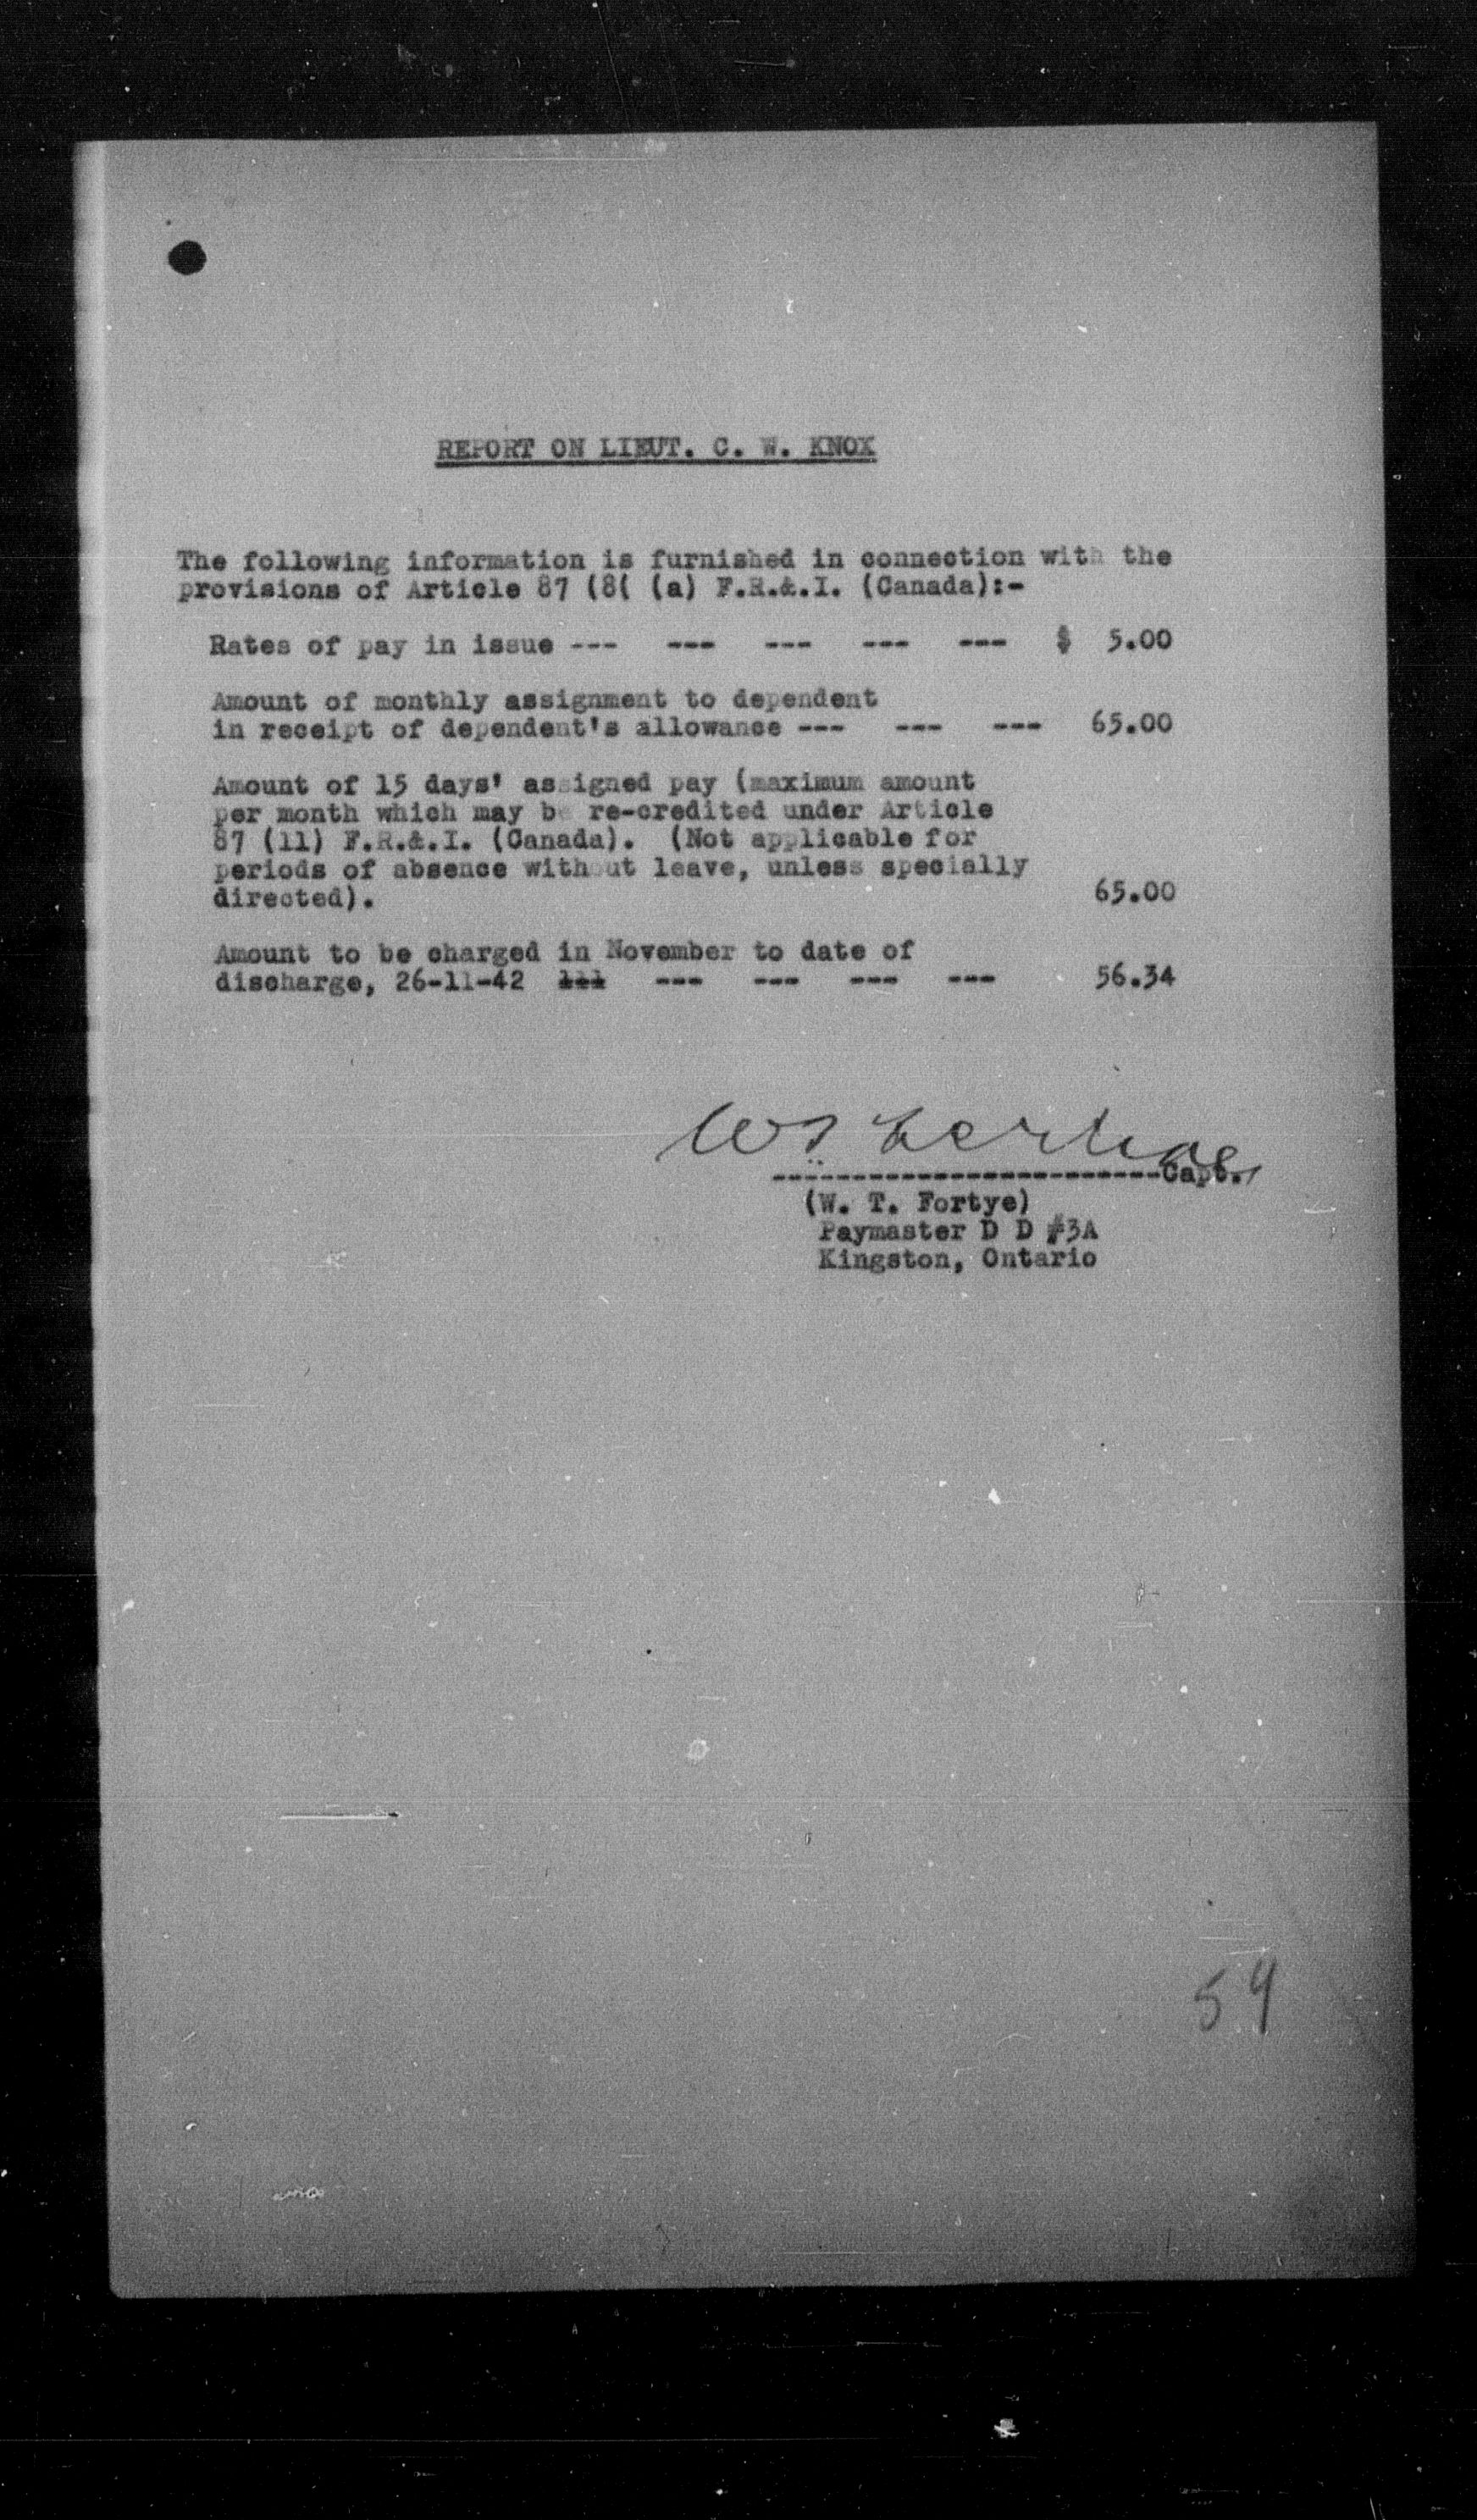 REPORT ON LIEUT. C. W. KNOX
The following information is furnished in connection with the
provisions of Article 87 (8( (a) F.R.&.I. (Canada):-
Rates of pay in issue --- --- --- --- --- $ 5.00
Amount of monthly assignment to dependent
in receipt of dependent's allowance --- --- --- 65.00
Amount of 15 days' assigned pay (maximum amount
per month which may be re-credited under Article
87 (11) F.R.&.I. (Canada). (Not applicable for
periods of absence without leave, unless specially
directed). 65.00
Amount to be charged in November to date of
discharge, 26-11-42 --- --- --- --- --- 56.34
------------------------Capt.
(W. T. Fortye)
Paymaster D D #3A
Kingston, Ontario
54